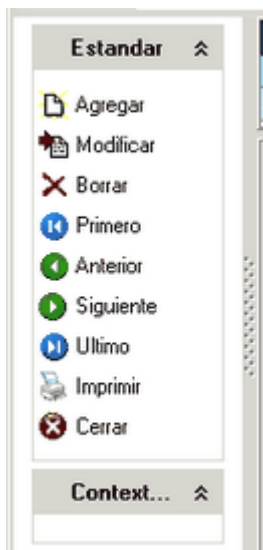 Estandar
Agregar
Modificar
Borrar
Primero
Anterior
Siguiente
Ultimo
Imprimir
Cerrar
Context...